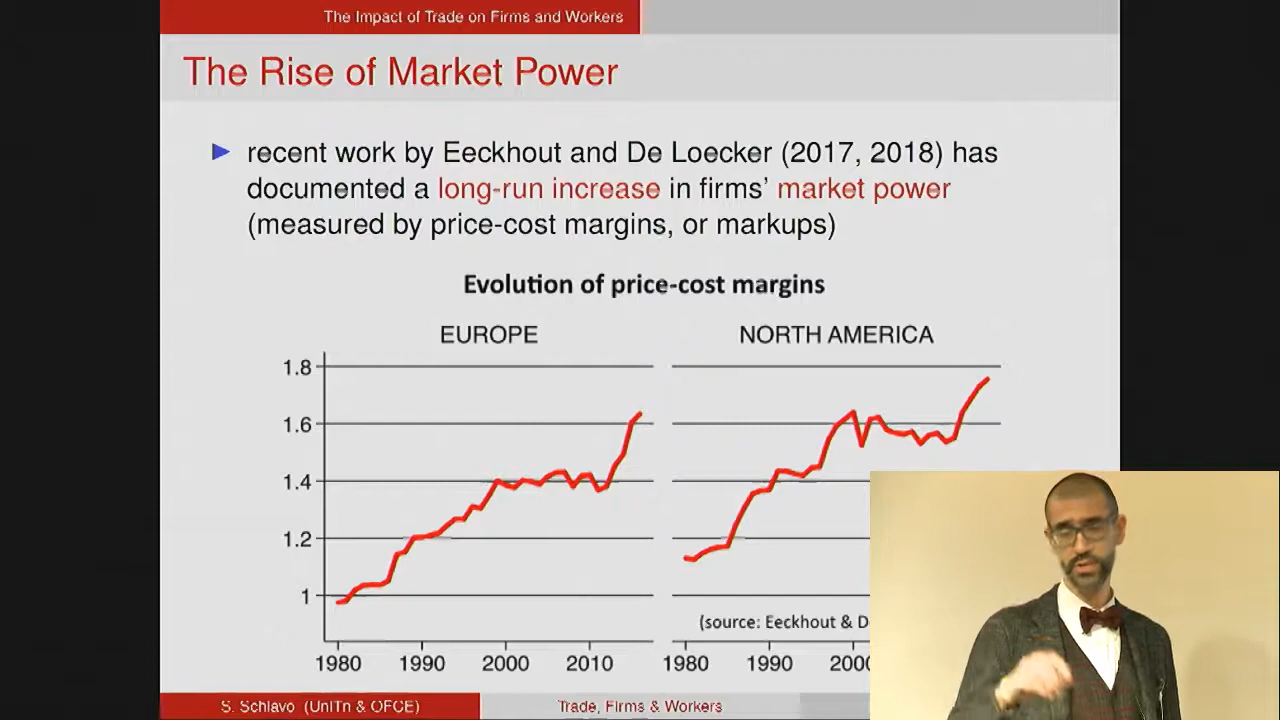 The Impact of Trade on Firms and Workers
The Rise of Market Power
recent work by Eeckhout and De Loecker (2017, 2018) has
documented a long-run increase in firms' market power
(measured by price-cost margins, or markups)
Evolution of price-cost margins
EUROPE
NORTH AMERICA
1.8
1.6
1.4
1.2
1
(source: Eeckhout & D
1980 1990 2000 2010
1980 1990 200
S. Schiavo (UniTn & OFCE)
Trade, Firms & Workers